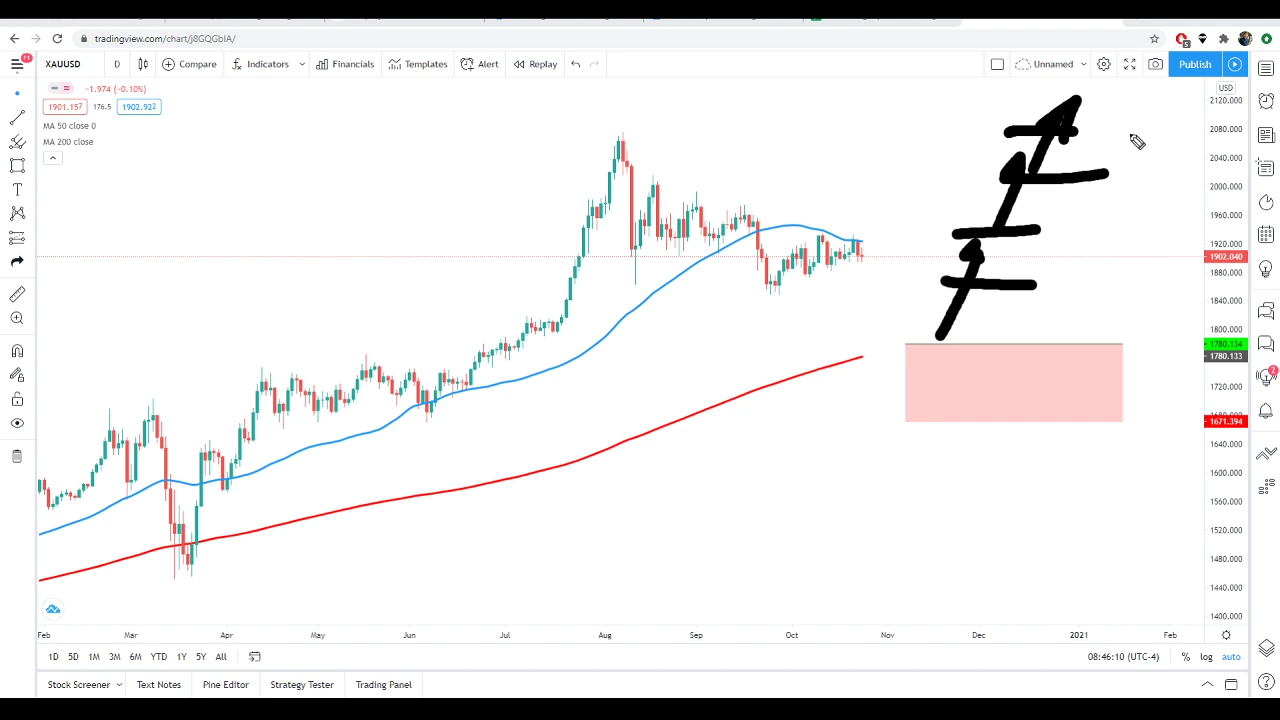 tradingview.com/chart/j8GQGbIA/
11 XAUUSD D Compare Indicators Financials Templates Alert Replay Unnamed Publish
−1.974 (−0.10%)
1901.157 176.5 1902.922
MA 50 close 0
MA 200 close
USD
2120.000
2080.000
2040.000
2000.000
1960.000
1920.000
1902.040
1880.000
1840.000
1800.000
1780.134
1780.133
1720.000
1680.000
1671.394
1640.000
1600.000
1560.000
1520.000
1480.000
1440.000
1400.000
Feb Mar Apr May Jun Jul Aug Sep Oct Nov Dec 2021 Feb
1D 5D 1M 3M 6M YTD 1Y 5Y All 08:46:10 (UTC-4) % log auto
Stock Screener Text Notes Pine Editor Strategy Tester Trading Panel